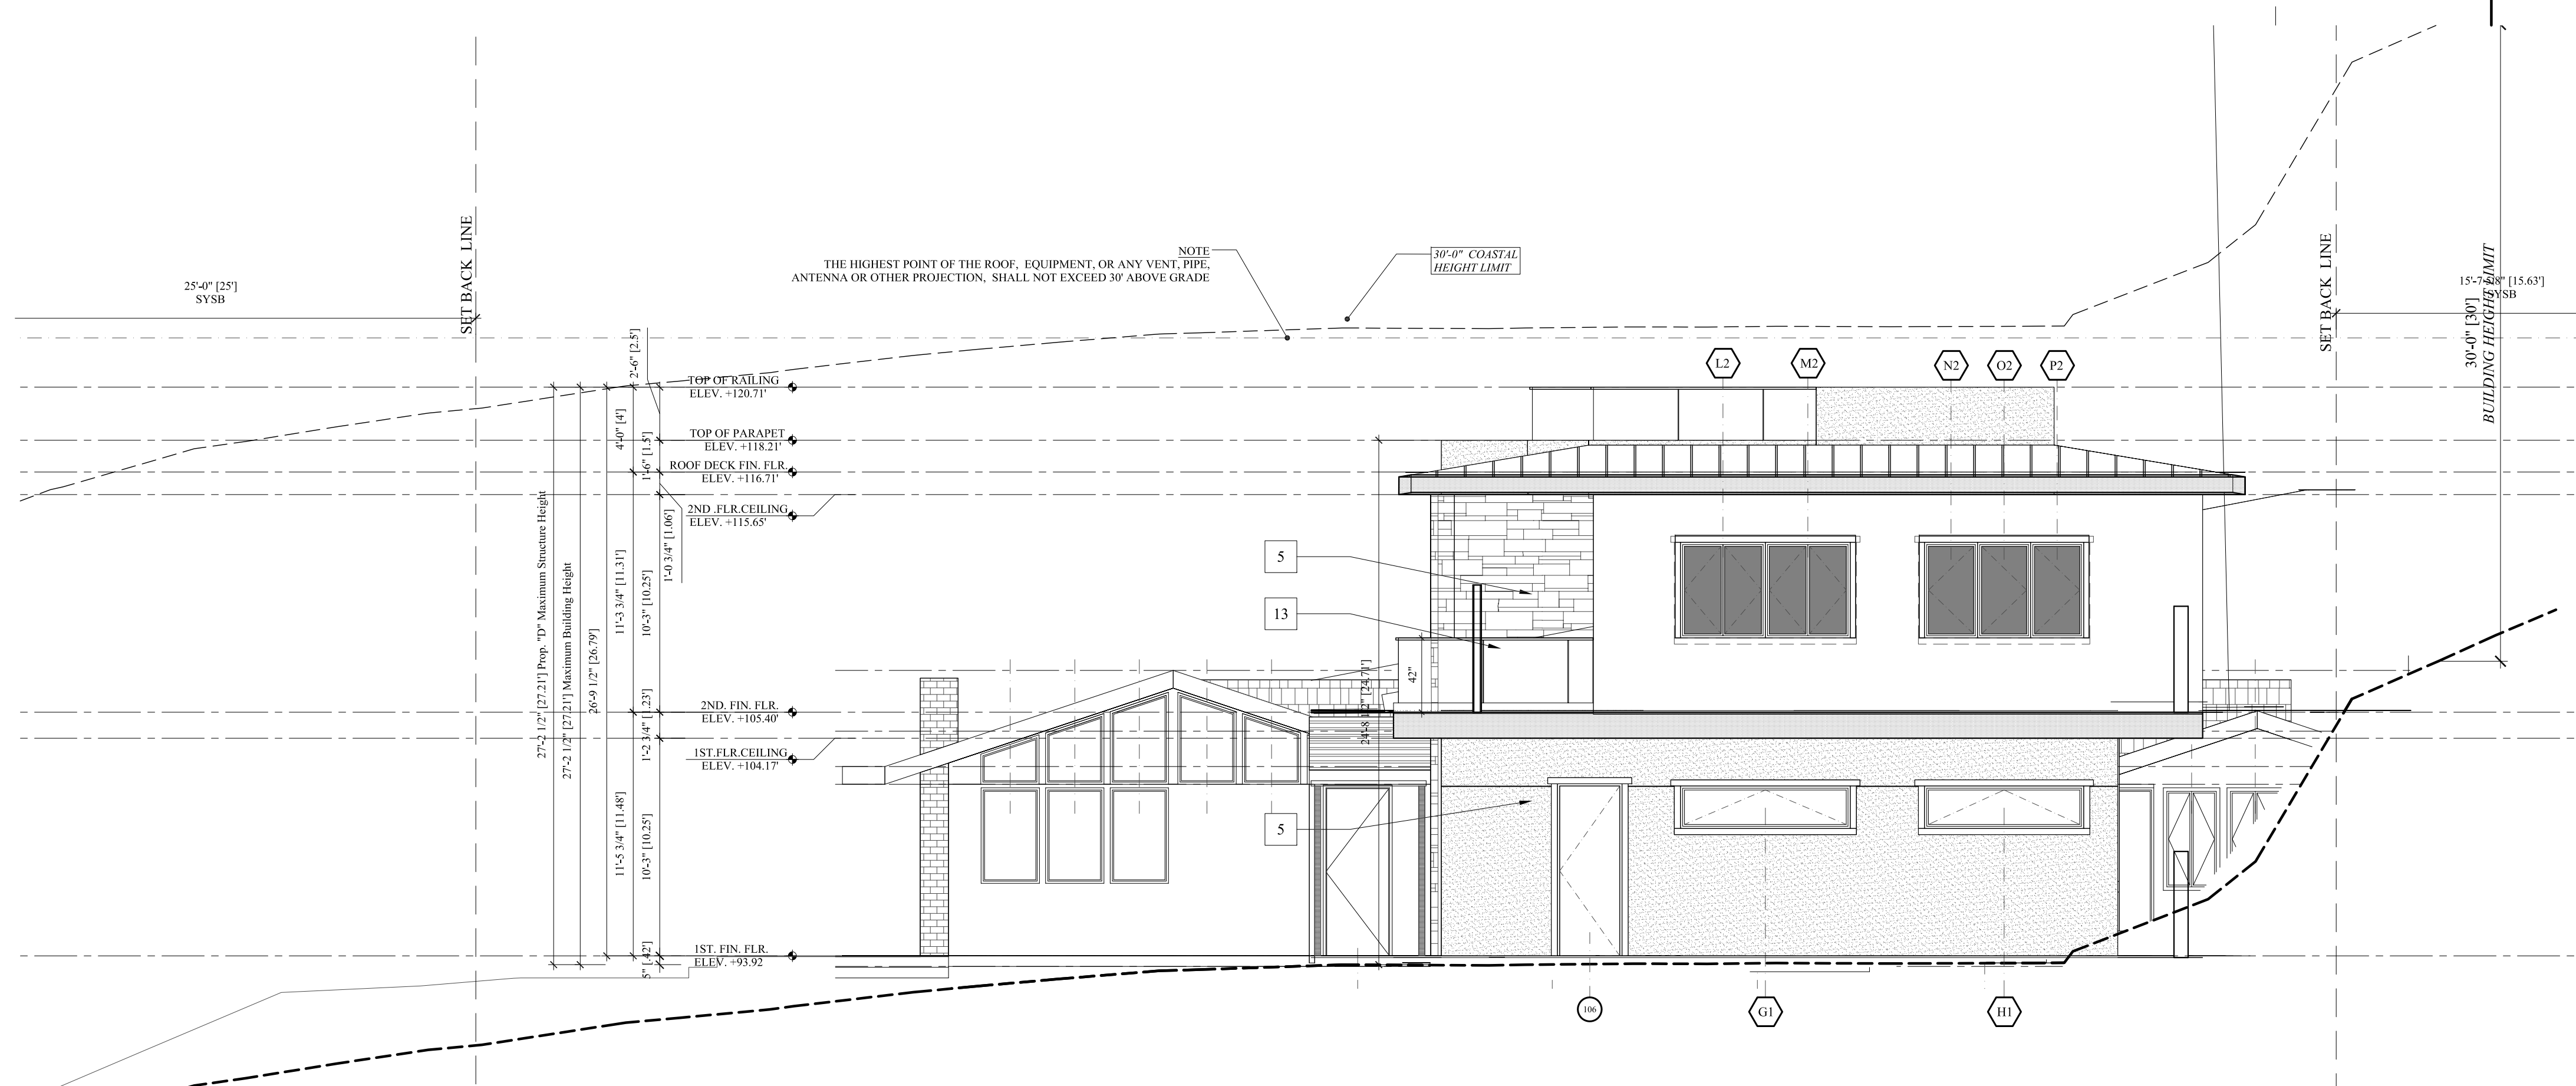 SET BACK LINE
25'-0" [25']
SYSB
NOTE
THE HIGHEST POINT OF THE ROOF, EQUIPMENT, OR ANY VENT, PIPE,
ANTENNA OR OTHER PROJECTION, SHALL NOT EXCEED 30' ABOVE GRADE
30'-0" COASTAL
HEIGHT LIMIT
SET BACK LINE
15'-7 5/8" [15.63']
SYSB
30'-0" [30']
BUILDING HEIGHT LIMIT
L2
M2
N2
O2
P2
TOP OF RAILING
ELEV. +120.71'
TOP OF PARAPET
ELEV. +118.21'
ROOF DECK FIN. FLR.
ELEV. +116.71'
2ND .FLR.CEILING
ELEV. +115.65'
2ND. FIN. FLR.
ELEV. +105.40'
1ST.FLR.CEILING
ELEV. +104.17'
1ST. FIN. FLR.
ELEV. +93.92
27'-2 1/2" [27.21'] Prop. "D" Maximum Structure Height
27'-2 1/2" [27.21'] Maximum Building Height
26'-9 1/2" [26.79']
4'-0" [4']
11'-3 3/4" [11.31']
11'-5 3/4" [11.48']
2'-6" [2.5']
1'-6" [1.5']
1'-0 3/4" [1.06']
10'-3" [10.25']
1'-2 3/4" [1.23']
10'-3" [10.25']
5" [.42']
5
13
5
42"
24'-8 1/2" [24.71']
106
G1
H1